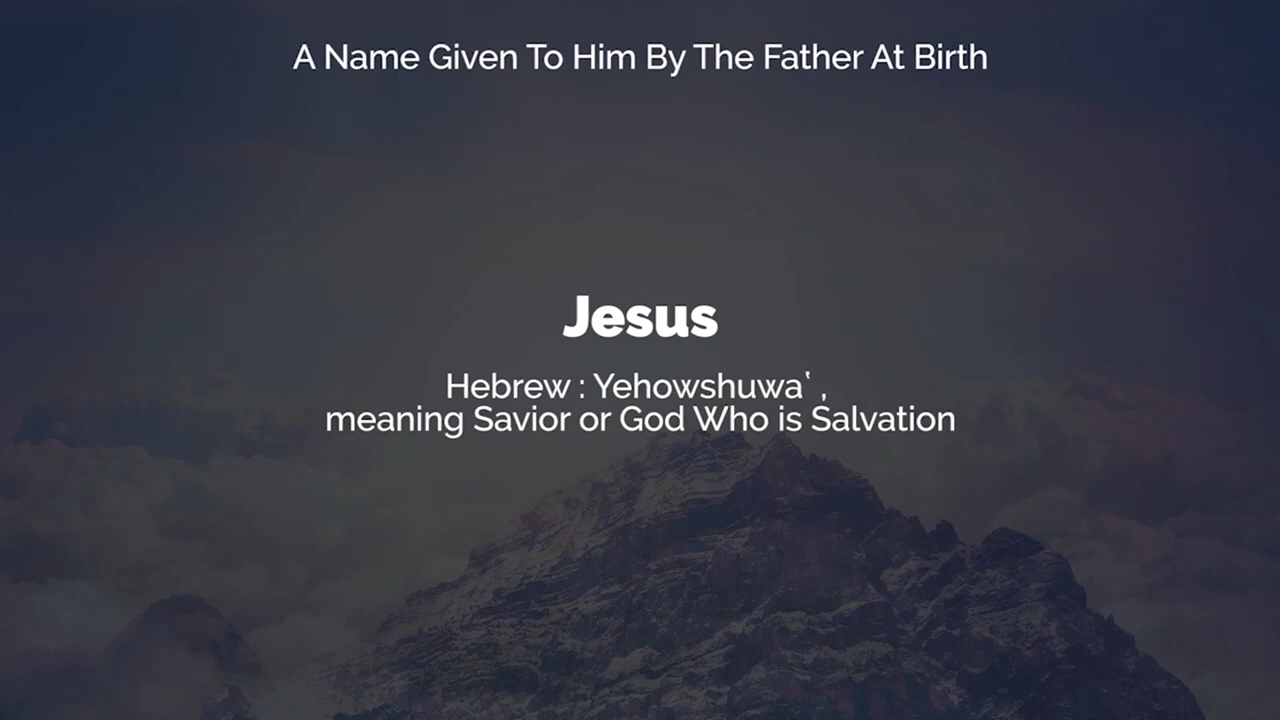 A Name Given To Him By The Father At Birth
Jesus
Hebrew : Yehowshuwa‛ ,
meaning Savior or God Who is Salvation